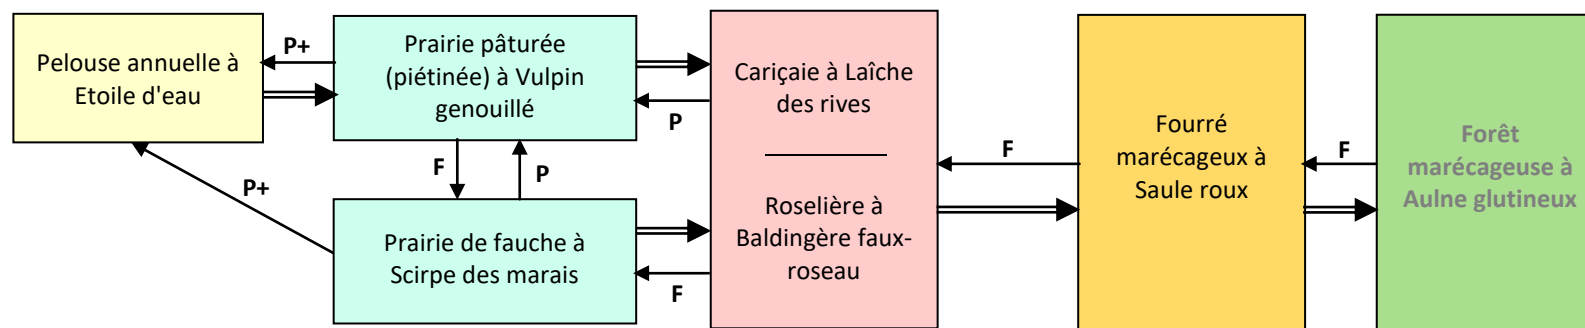 Pelouse annuelle à
Etoile d'eau
P+
Prairie pâturée
(piétinée) à Vulpin
genouillé
P
F
P
P+
Prairie de fauche à
Scirpe des marais
F
Cariçaie à Laîche
des rives
Roselière à
Baldingère faux-
roseau
F
Fourré
marécageux à
Saule roux
F
Forêt
marécageuse à
Aulne glutineux